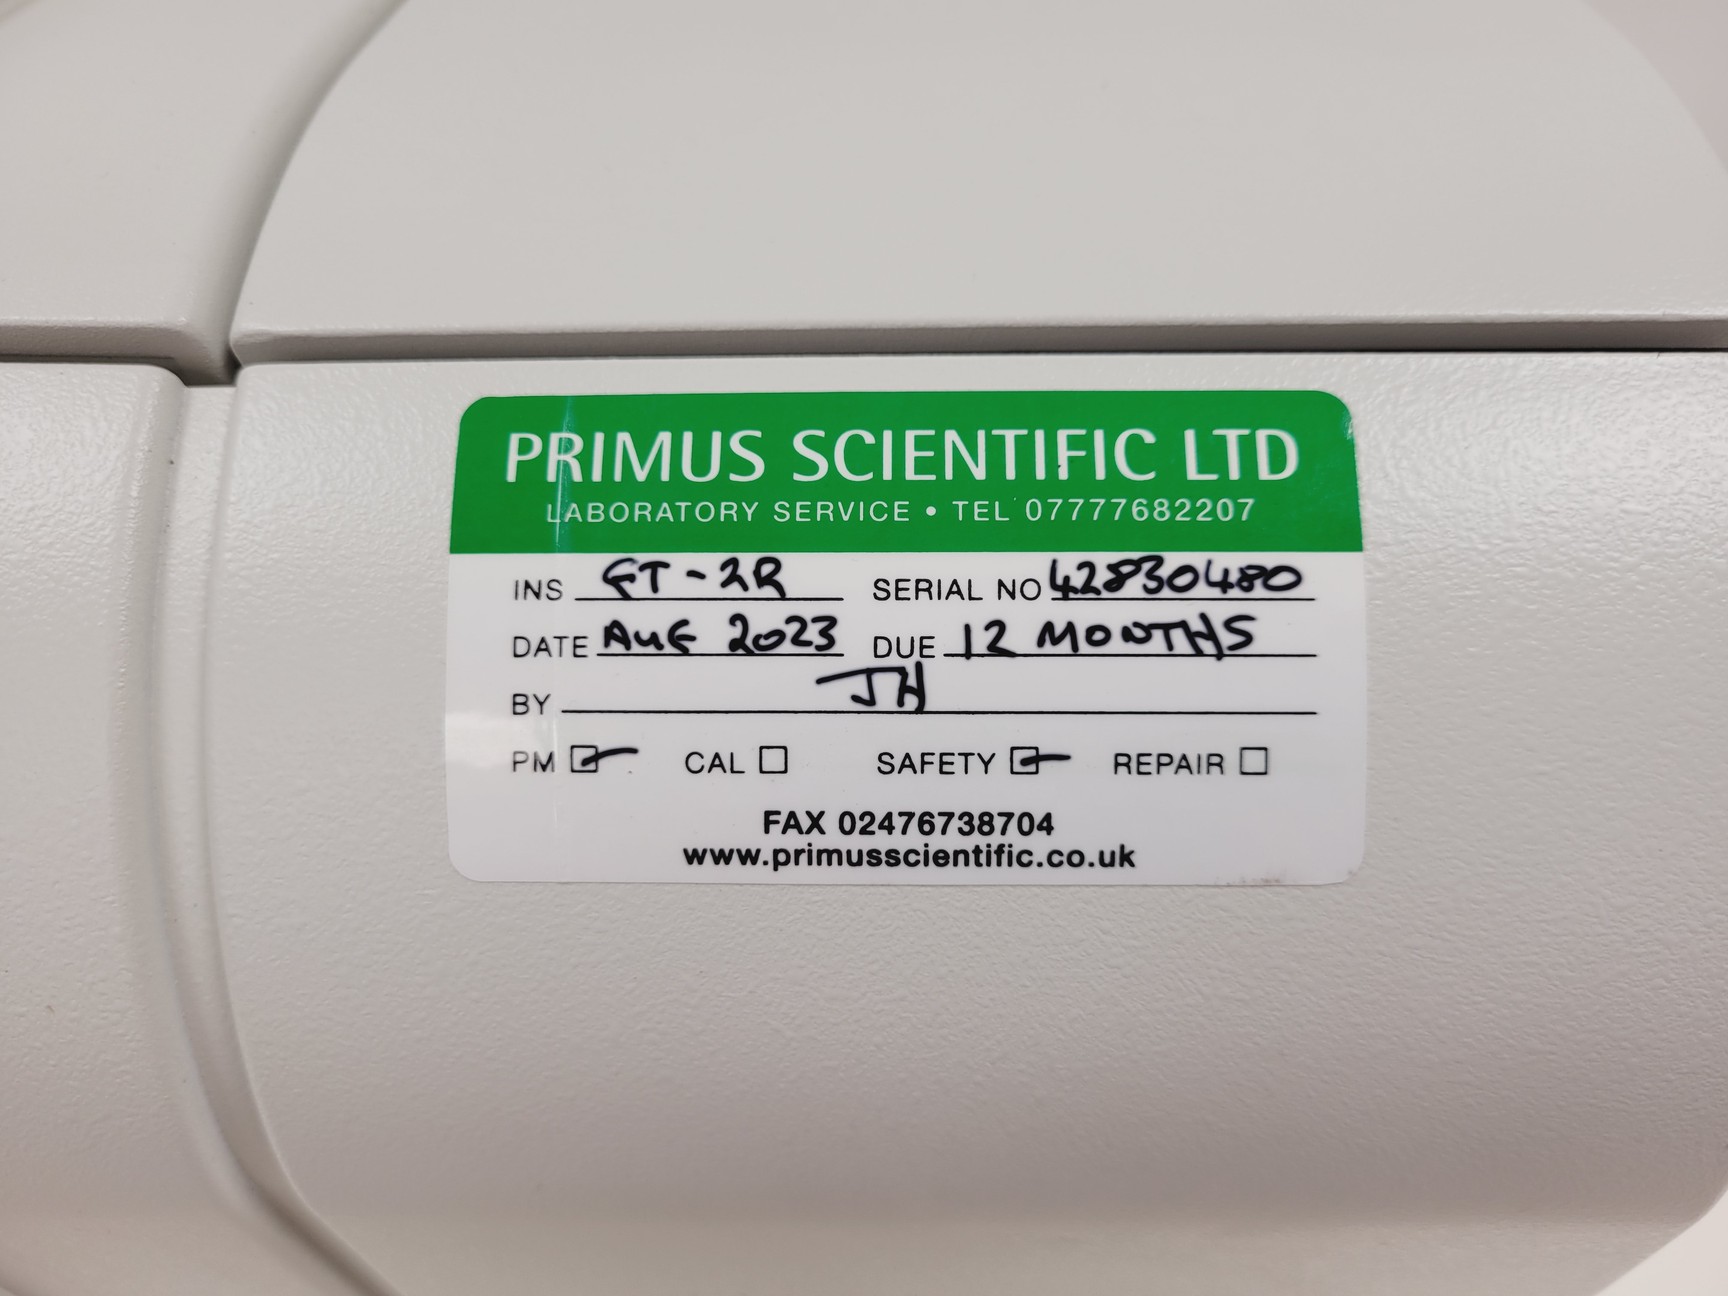 PRIMUS SCIENTIFIC LTD
LABORATORY SERVICE • TEL 07777682207
INS FT-2R SERIAL NO 42830480
DATE AUG 2023 DUE 12 MONTHS
BY JH
PM ☑ CAL ☐ SAFETY ☑ REPAIR ☐
FAX 02476738704
www.primusscientific.co.uk